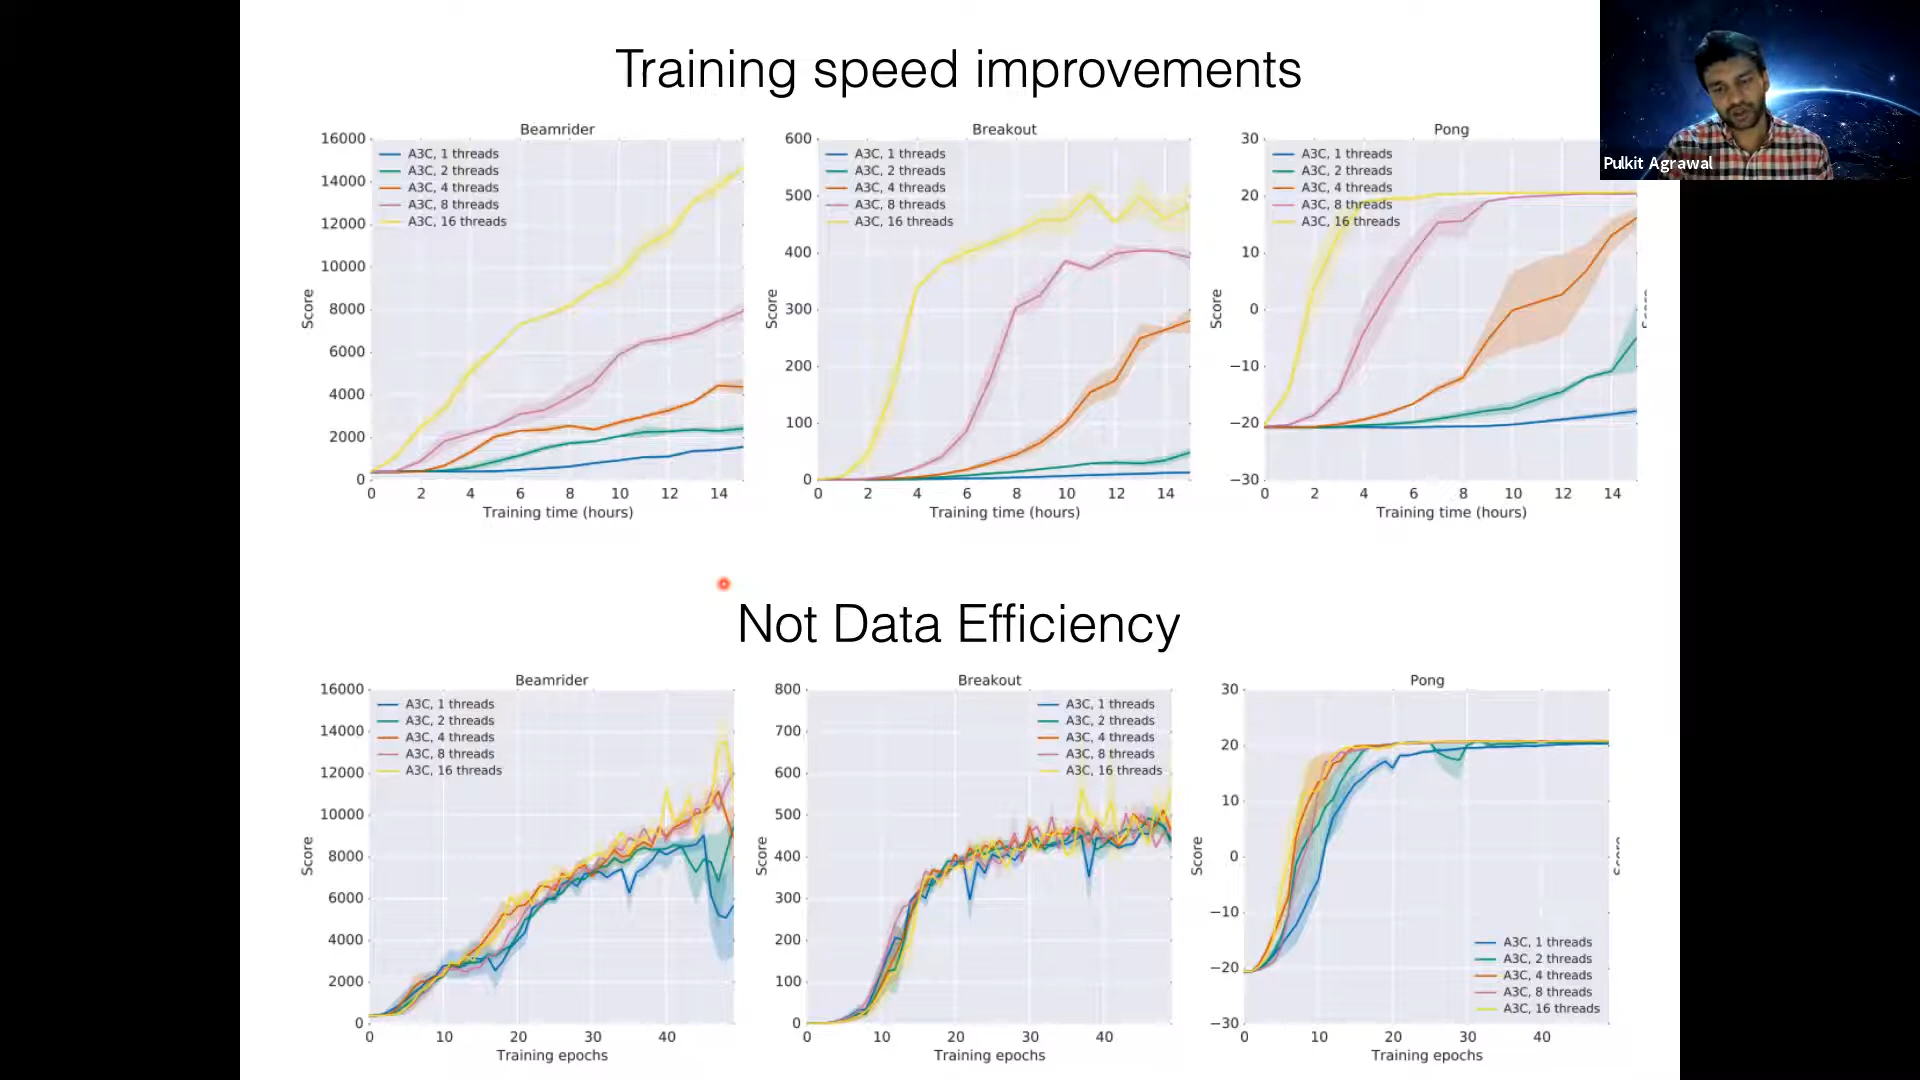 Training speed improvements
Pulkit Agrawal
Beamrider
16000
14000
12000
10000
8000
6000
4000
2000
0
Score
A3C, 1 threads
A3C, 2 threads
A3C, 4 threads
A3C, 8 threads
A3C, 16 threads
0 2 4 6 8 10 12 14
Training time (hours)
Breakout
600
500
400
300
200
100
0
Score
A3C, 1 threads
A3C, 2 threads
A3C, 4 threads
A3C, 8 threads
A3C, 16 threads
0 2 4 6 8 10 12 14
Training time (hours)
Pong
30
20
10
0
−10
−20
−30
Score
A3C, 1 threads
A3C, 2 threads
A3C, 4 threads
A3C, 8 threads
A3C, 16 threads
0 2 4 6 8 10 12 14
Training time (hours)
Not Data Efficiency
Beamrider
16000
14000
12000
10000
8000
6000
4000
2000
0
Score
A3C, 1 threads
A3C, 2 threads
A3C, 4 threads
A3C, 8 threads
A3C, 16 threads
0 10 20 30 40
Training epochs
Breakout
800
700
600
500
400
300
200
100
0
Score
A3C, 1 threads
A3C, 2 threads
A3C, 4 threads
A3C, 8 threads
A3C, 16 threads
0 10 20 30 40
Training epochs
Pong
30
20
10
0
−10
−20
−30
Score
A3C, 1 threads
A3C, 2 threads
A3C, 4 threads
A3C, 8 threads
A3C, 16 threads
0 10 20 30 40
Training epochs